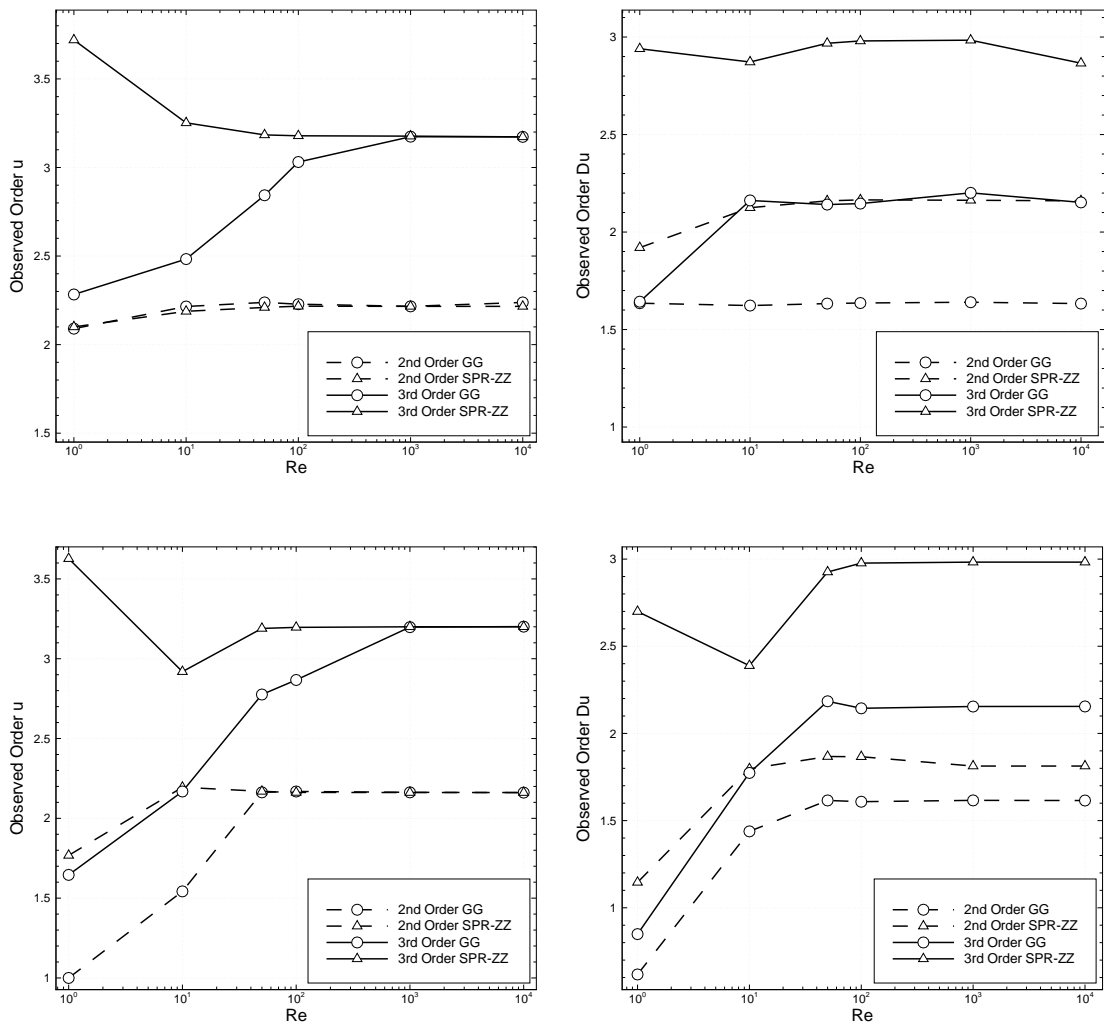 Observed Order u
3.5
3
2.5
2
1.5
10⁰
10¹
10²
10³
10⁴
Re
2nd Order GG
2nd Order SPR-ZZ
3rd Order GG
3rd Order SPR-ZZ
Observed Order Du
3
2.5
2
1.5
1
10⁰
10¹
10²
10³
10⁴
Re
2nd Order GG
2nd Order SPR-ZZ
3rd Order GG
3rd Order SPR-ZZ
Observed Order u
3.5
3
2.5
2
1.5
1
10⁰
10¹
10²
10³
10⁴
Re
2nd Order GG
2nd Order SPR-ZZ
3rd Order GG
3rd Order SPR-ZZ
Observed Order Du
3
2.5
2
1.5
1
10⁰
10¹
10²
10³
10⁴
Re
2nd Order GG
2nd Order SPR-ZZ
3rd Order GG
3rd Order SPR-ZZ